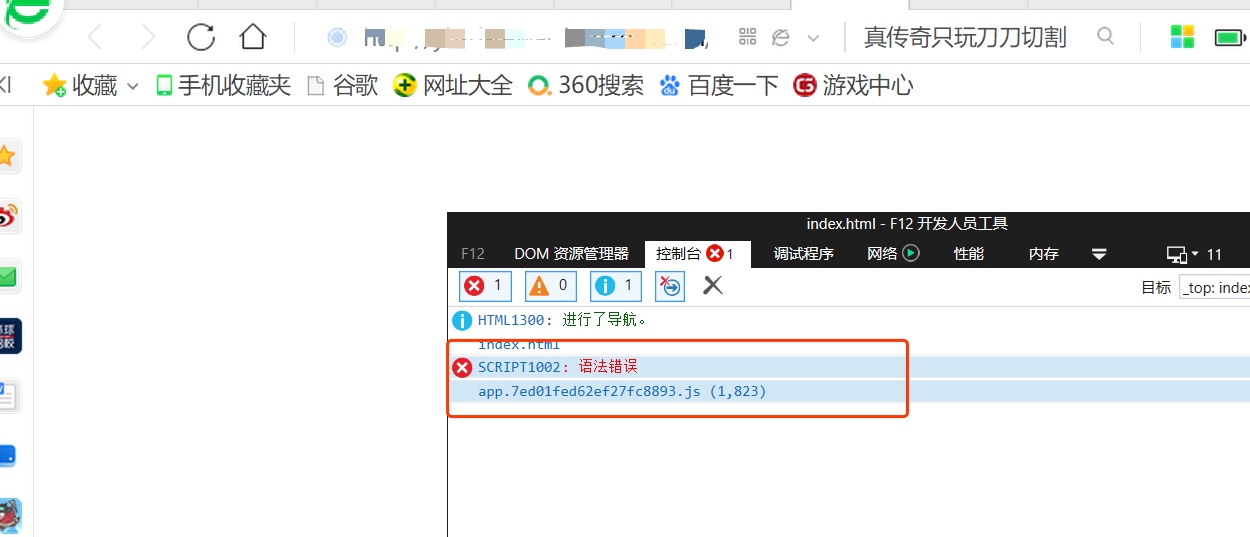 真传奇只玩刀刀切割
收藏 手机收藏夹 谷歌 网址大全 360搜索 百度一下 游戏中心
index.html - F12 开发人员工具
F12 DOM 资源管理器 控制台 1 调试程序 网络 性能 内存 11
1 0 1 目标 _top: inde
HTML1300: 进行了导航。
index.html
SCRIPT1002: 语法错误
app.7ed01fed62ef27fc8893.js (1,823)